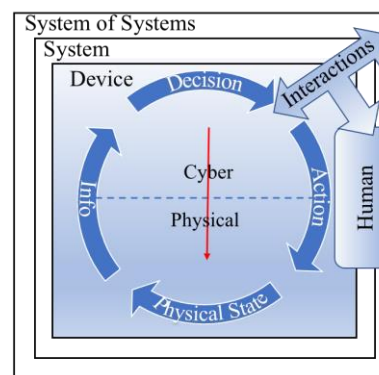 System of Systems
System
Device
Decision
Interactions
Info
Cyber
Physical
Action
Human
Physical State